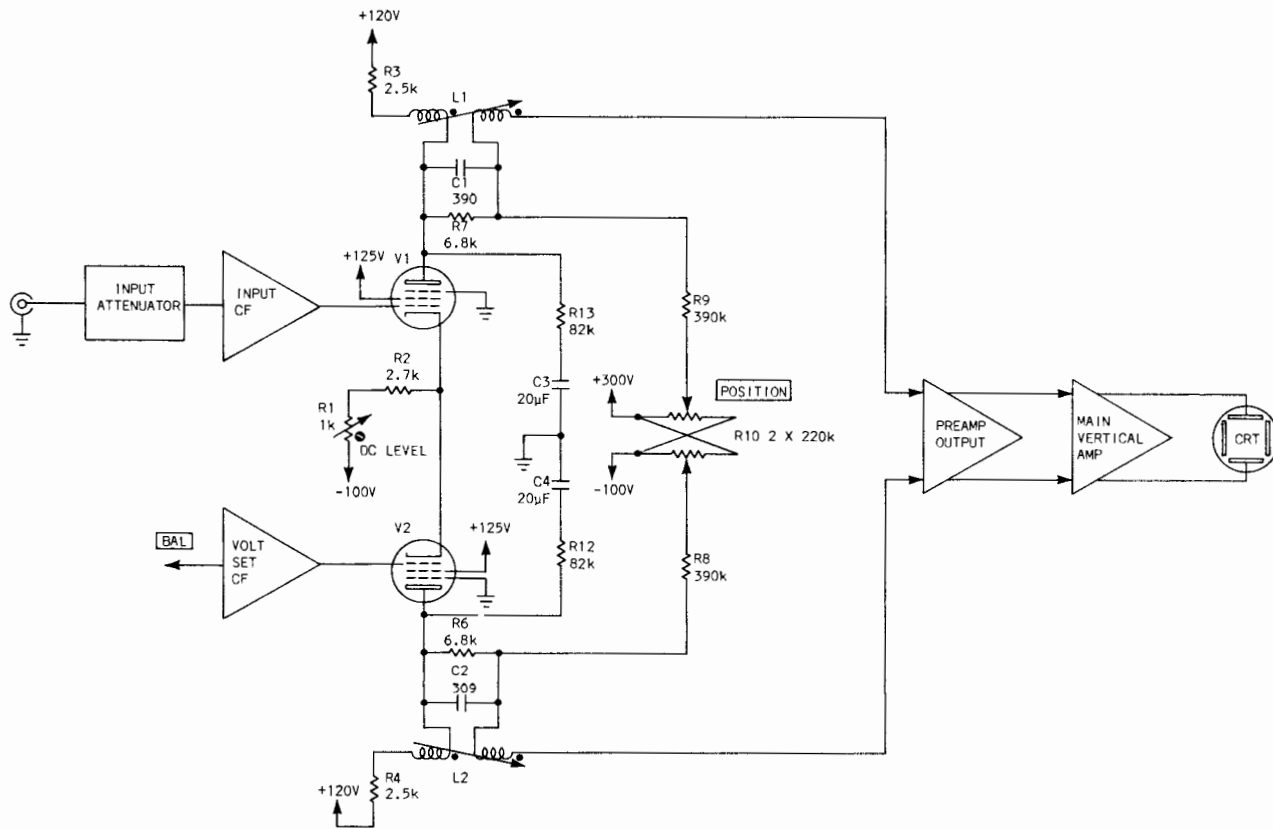 +120V
R3
2.5k
L1
C1
390
R7
6.8k
+125V
V1
INPUT
ATTENUATOR
INPUT
CF
R13
82k
R9
390k
R2
2.7k
C3
20µF
+300V
POSITION
R1
1k
DC LEVEL
-100V
R10 2 X 220k
PREAMP
OUTPUT
MAIN
VERTICAL
AMP
CRT
C4
20µF
-100V
V2
+125V
BAL
VOLT
SET
CF
R12
82k
R8
390k
R6
6.8k
C2
309
L2
R4
2.5k
+120V